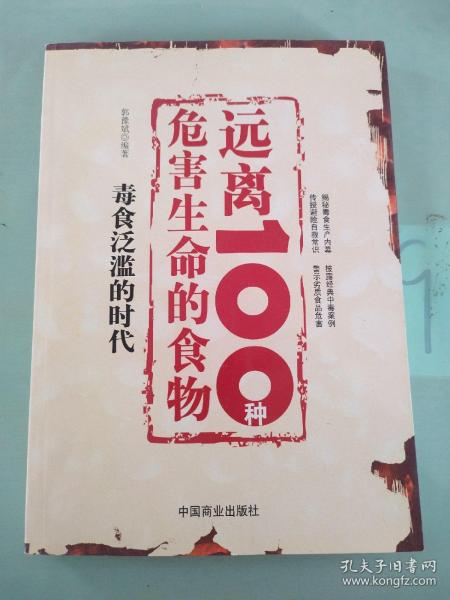 揭秘毒食生产内幕 披露经典中毒案例
传授避险自救常识 警示劣质食品危害
远离100种
危害生命的食物
毒食泛滥的时代
郭豫斌◎编著
中国商业出版社
孔夫子旧书网
www.kongfz.com